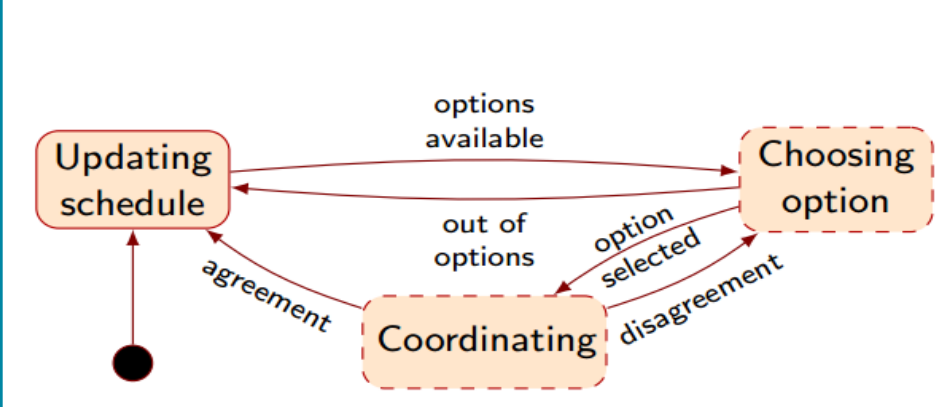 options
available
Updating
schedule
Choosing
option
out of
options
option
selected
agreement
disagreement
Coordinating